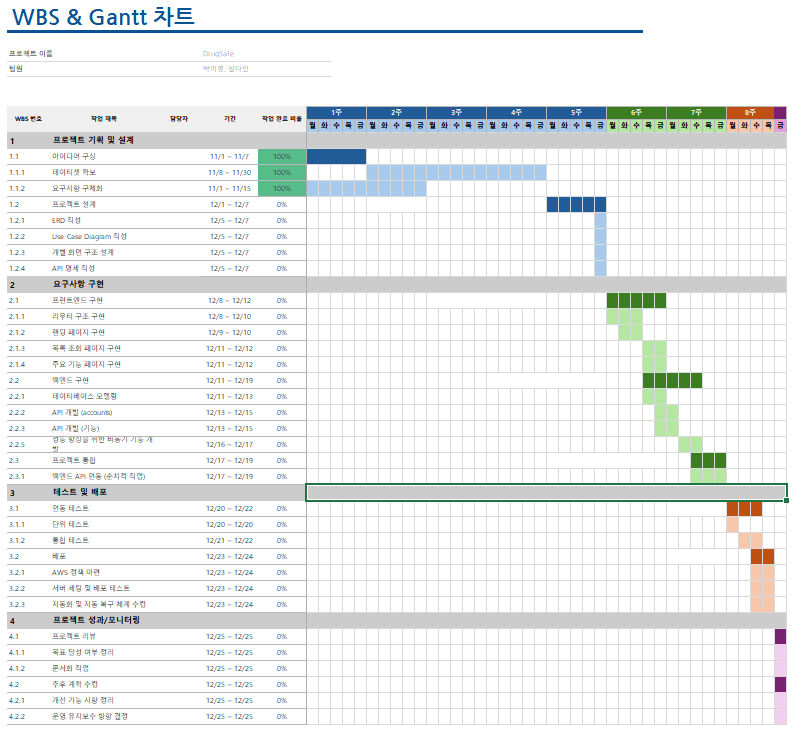 WBS & Gantt 차트
프로젝트 이름 DrugSafe
팀원 박미명, 심다인
1주 2주 3주 4주 5주 6주 7주 8주
WBS 번호 작업 제목 담당자 기간 작업 완료 비율 월 화 수 목 금 월 화 수 목 금 월 화 수 목 금 월 화 수 목 금 월 화 수 목 금 월 화 수 목 금 월 화 수 목 금 월 화 수 목 금
1 프로젝트 기획 및 설계
1.1 아이디어 구상 11/1 ~ 11/7 100%
1.1.1 데이터셋 확보 11/8 ~ 11/30 100%
1.1.2 요구사항 구체화 11/1 ~ 11/15 100%
1.2 프로젝트 설계 12/1 ~ 12/7 0%
1.2.1 ERD 작성 12/5 ~ 12/7 0%
1.2.2 Use-Case Diagram 작성 12/5 ~ 12/7 0%
1.2.3 개별 화면 구조 설계 12/5 ~ 12/7 0%
1.2.4 API 명세 작성 12/5 ~ 12/7 0%
2 요구사항 구현
2.1 프런트엔드 구현 12/8 ~ 12/12 0%
2.1.1 라우터 구조 구현 12/8 ~ 12/10 0%
2.1.2 랜딩 페이지 구현 12/9 ~ 12/10 0%
2.1.3 목록 조회 페이지 구현 12/11 ~ 12/12 0%
2.1.4 주요 기능 페이지 구현 12/11 ~ 12/12 0%
2.2 백엔드 구현 12/11 ~ 12/19 0%
2.2.1 데이터베이스 모델링 12/11 ~ 12/13 0%
2.2.2 API 개발 (accounts) 12/13 ~ 12/15 0%
2.2.3 API 개발 (기능) 12/13 ~ 12/15 0%
2.2.5 성능 향상을 위한 비동기 기능 개발 12/16 ~ 12/17 0%
2.3 프로젝트 통합 12/17 ~ 12/19 0%
2.3.1 백엔드 API 연동 (순차적 작업) 12/17 ~ 12/19 0%
3 테스트 및 배포
3.1 연동 테스트 12/20 ~ 12/22 0%
3.1.1 단위 테스트 12/20 ~ 12/20 0%
3.1.2 통합 테스트 12/21 ~ 12/22 0%
3.2 배포 12/23 ~ 12/24 0%
3.2.1 AWS 정책 마련 12/23 ~ 12/24 0%
3.2.2 서버 세팅 및 배포 테스트 12/23 ~ 12/24 0%
3.2.3 자동화 및 자동 복구 체계 수립 12/23 ~ 12/24 0%
4 프로젝트 성과/모니터링
4.1 프로젝트 리뷰 12/25 ~ 12/25 0%
4.1.1 목표 달성 여부 정리 12/25 ~ 12/25 0%
4.1.2 문서화 작업 12/25 ~ 12/25 0%
4.2 추후 계획 수립 12/25 ~ 12/25 0%
4.2.1 개선 가능 사항 정리 12/25 ~ 12/25 0%
4.2.2 운영 유지보수 방향 결정 12/25 ~ 12/25 0%